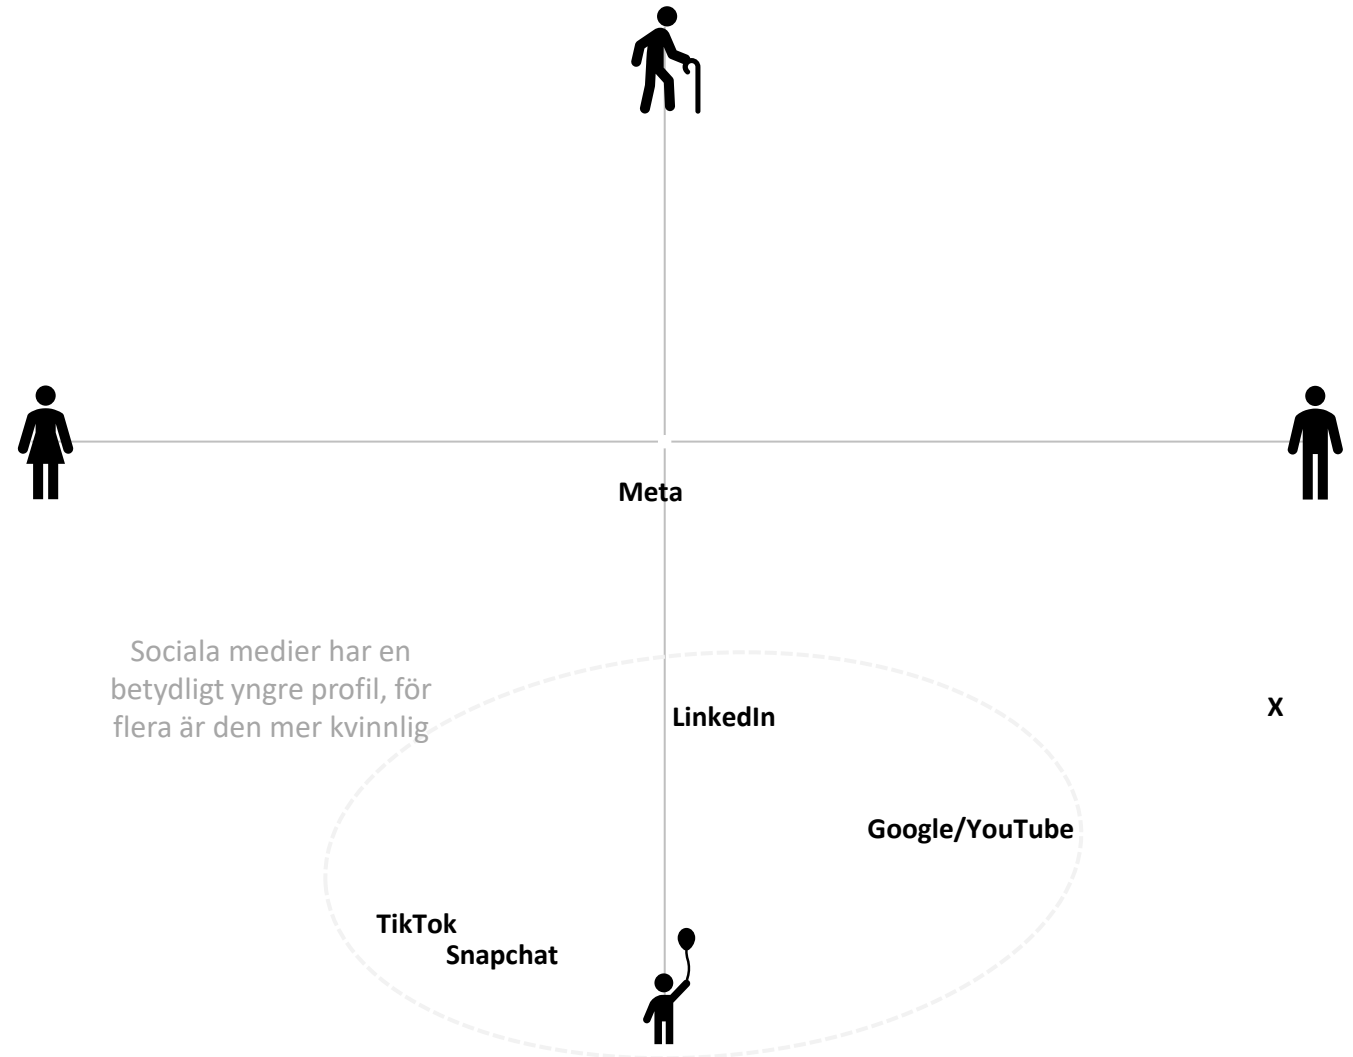 Meta
Sociala medier har en
betydligt yngre profil, för
flera är den mer kvinnlig
LinkedIn
X
Google/YouTube
TikTok
Snapchat